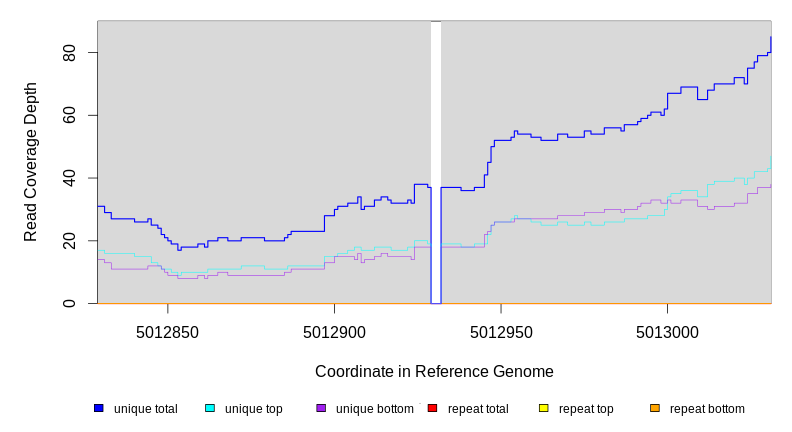 80
60
40
20
0
Read Coverage Depth
5012850 5012900 5012950 5013000
Coordinate in Reference Genome
unique total unique top unique bottom repeat total repeat top repeat bottom